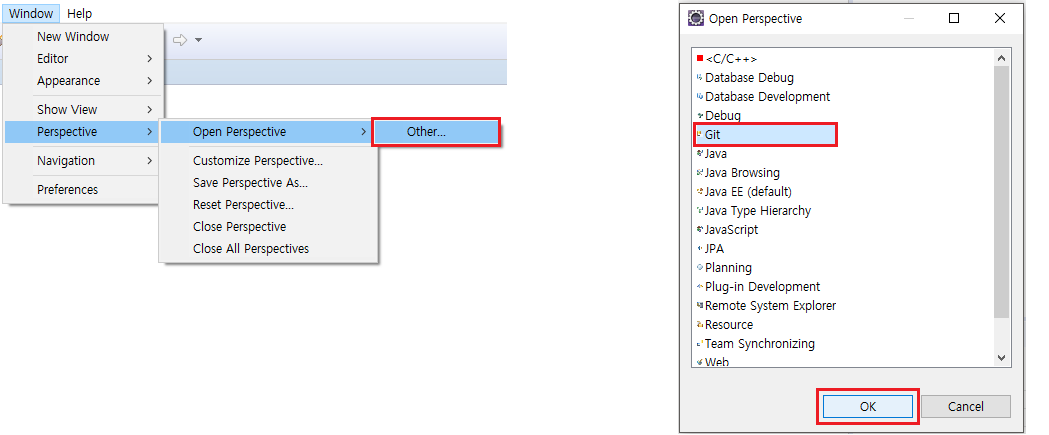 Window Help
New Window
Editor
Appearance
Show View
Perspective
Navigation
Preferences
Open Perspective
Customize Perspective...
Save Perspective As...
Reset Perspective...
Close Perspective
Close All Perspectives
Other...
Open Perspective
<C/C++>
Database Debug
Database Development
Debug
Git
Java
Java Browsing
Java EE (default)
Java Type Hierarchy
JavaScript
JPA
Planning
Plug-in Development
Remote System Explorer
Resource
Team Synchronizing
Web
OK Cancel